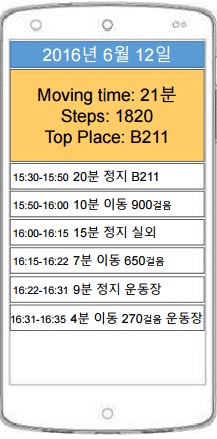 2016년 6월 12일
Moving time: 21분
Steps: 1820
Top Place: B211
15:30-15:50 20분 정지 B211
15:50-16:00 10분 이동 900걸음
16:00-16:15 15분 정지 실외
16:15-16:22 7분 이동 650걸음
16:22-16:31 9분 정지 운동장
16:31-16:35 4분 이동 270걸음 운동장